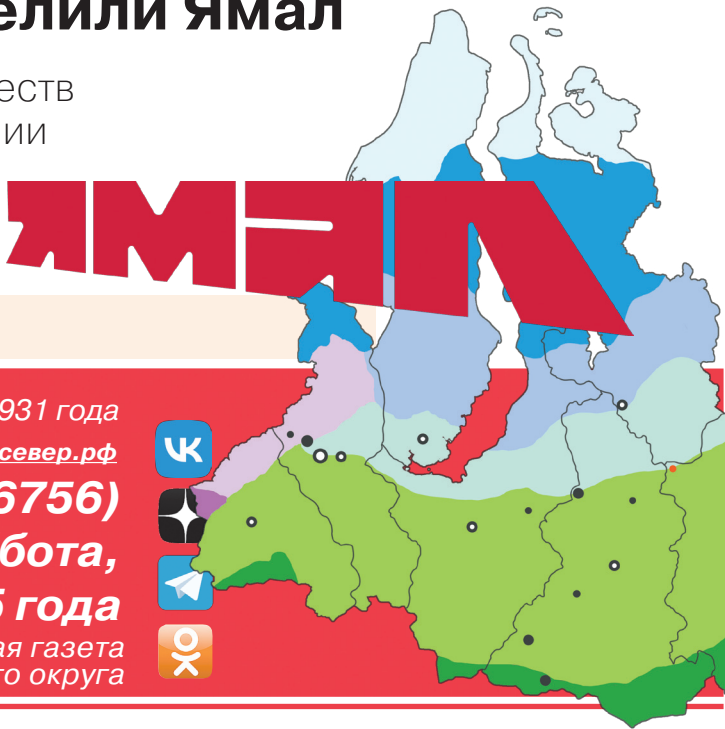 елили Ямал
еств
ии
ЯМАЛ
931 года
север.рф
6756)
бота,
5 года
ая газета
го округа